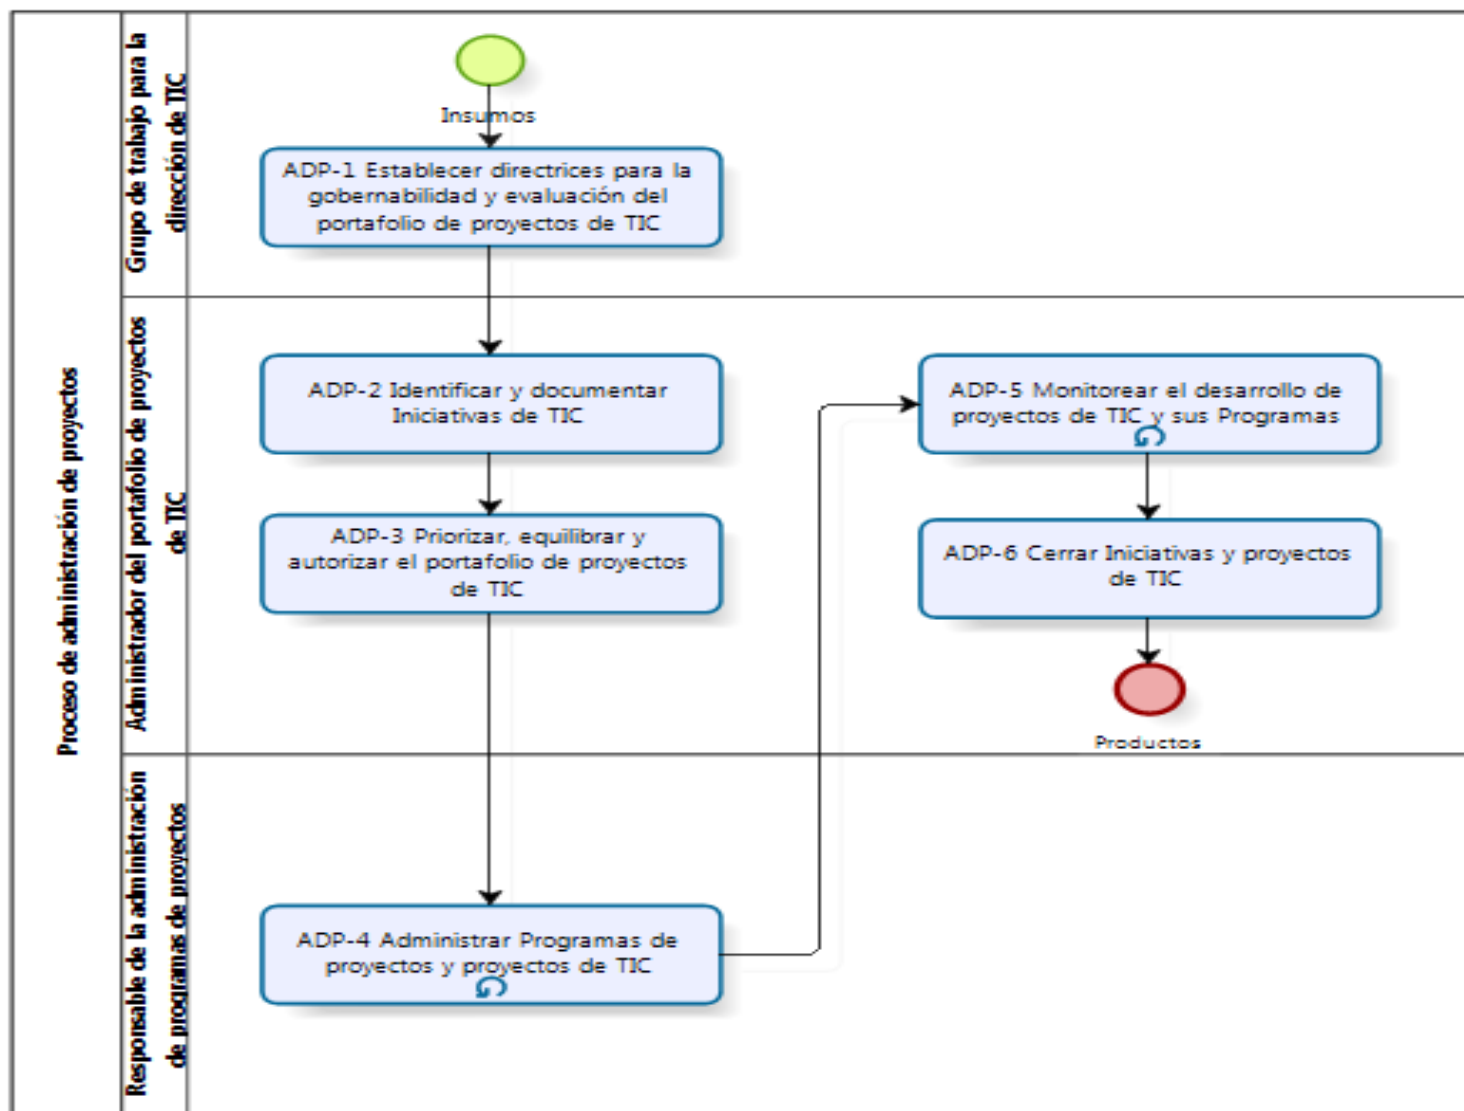 Proceso de administración de proyectos
Grupo de trabajo para la
dirección de TIC
Insumos
ADP-1 Establecer directrices para la
gobernabilidad y evaluación del
portafolio de proyectos de TIC
Administrador del portafolio de proyectos
de TIC
ADP-2 Identificar y documentar
Iniciativas de TIC
ADP-3 Priorizar, equilibrar y
autorizar el portafolio de proyectos
de TIC
ADP-5 Monitorear el desarrollo de
proyectos de TIC y sus Programas
ADP-6 Cerrar Iniciativas y proyectos
de TIC
Productos
Responsable de la administración
de programas de proyectos
ADP-4 Administrar Programas de
proyectos y proyectos de TIC